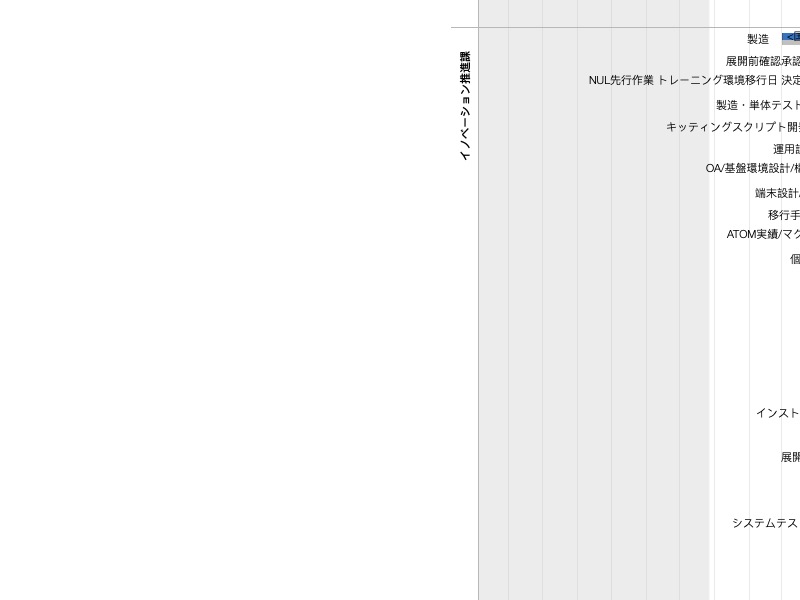 イノベーション推進課
製造
展開前確認承認
NUL先行作業 トレーニング環境移行日 決定
製造・単体テスト
キッティングスクリプト開発
運用設
OA/基盤環境設計/構
端末設計/
移行手
ATOM実績/マク
個
インスト
展開
システムテス